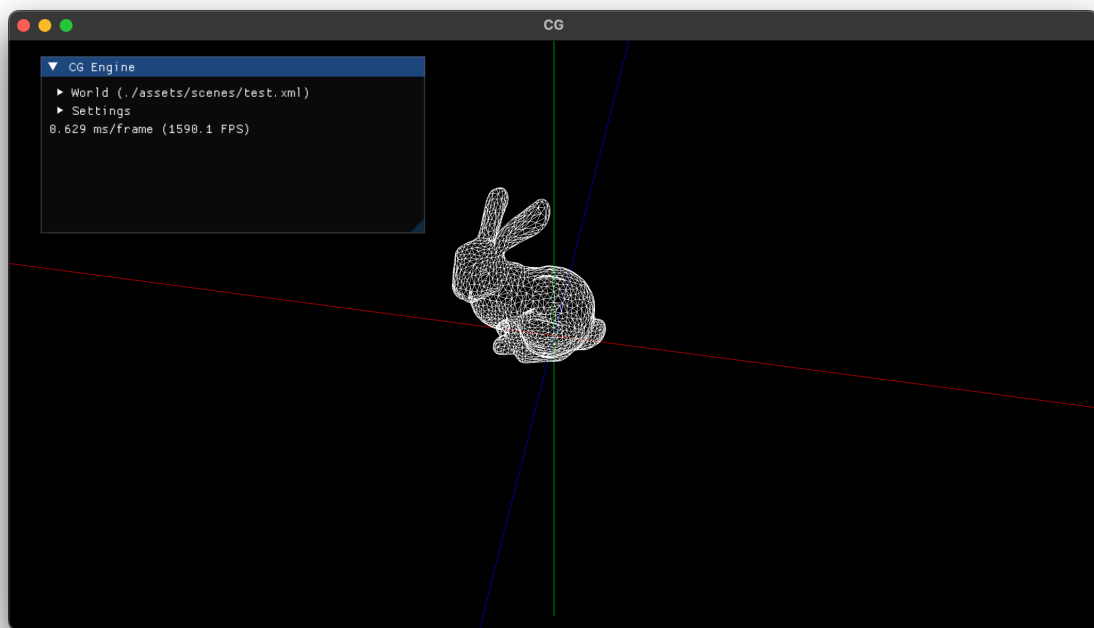 CG
CG Engine
World (./assets/scenes/test.xml)
Settings
0.629 ms/frame (1590.1 FPS)